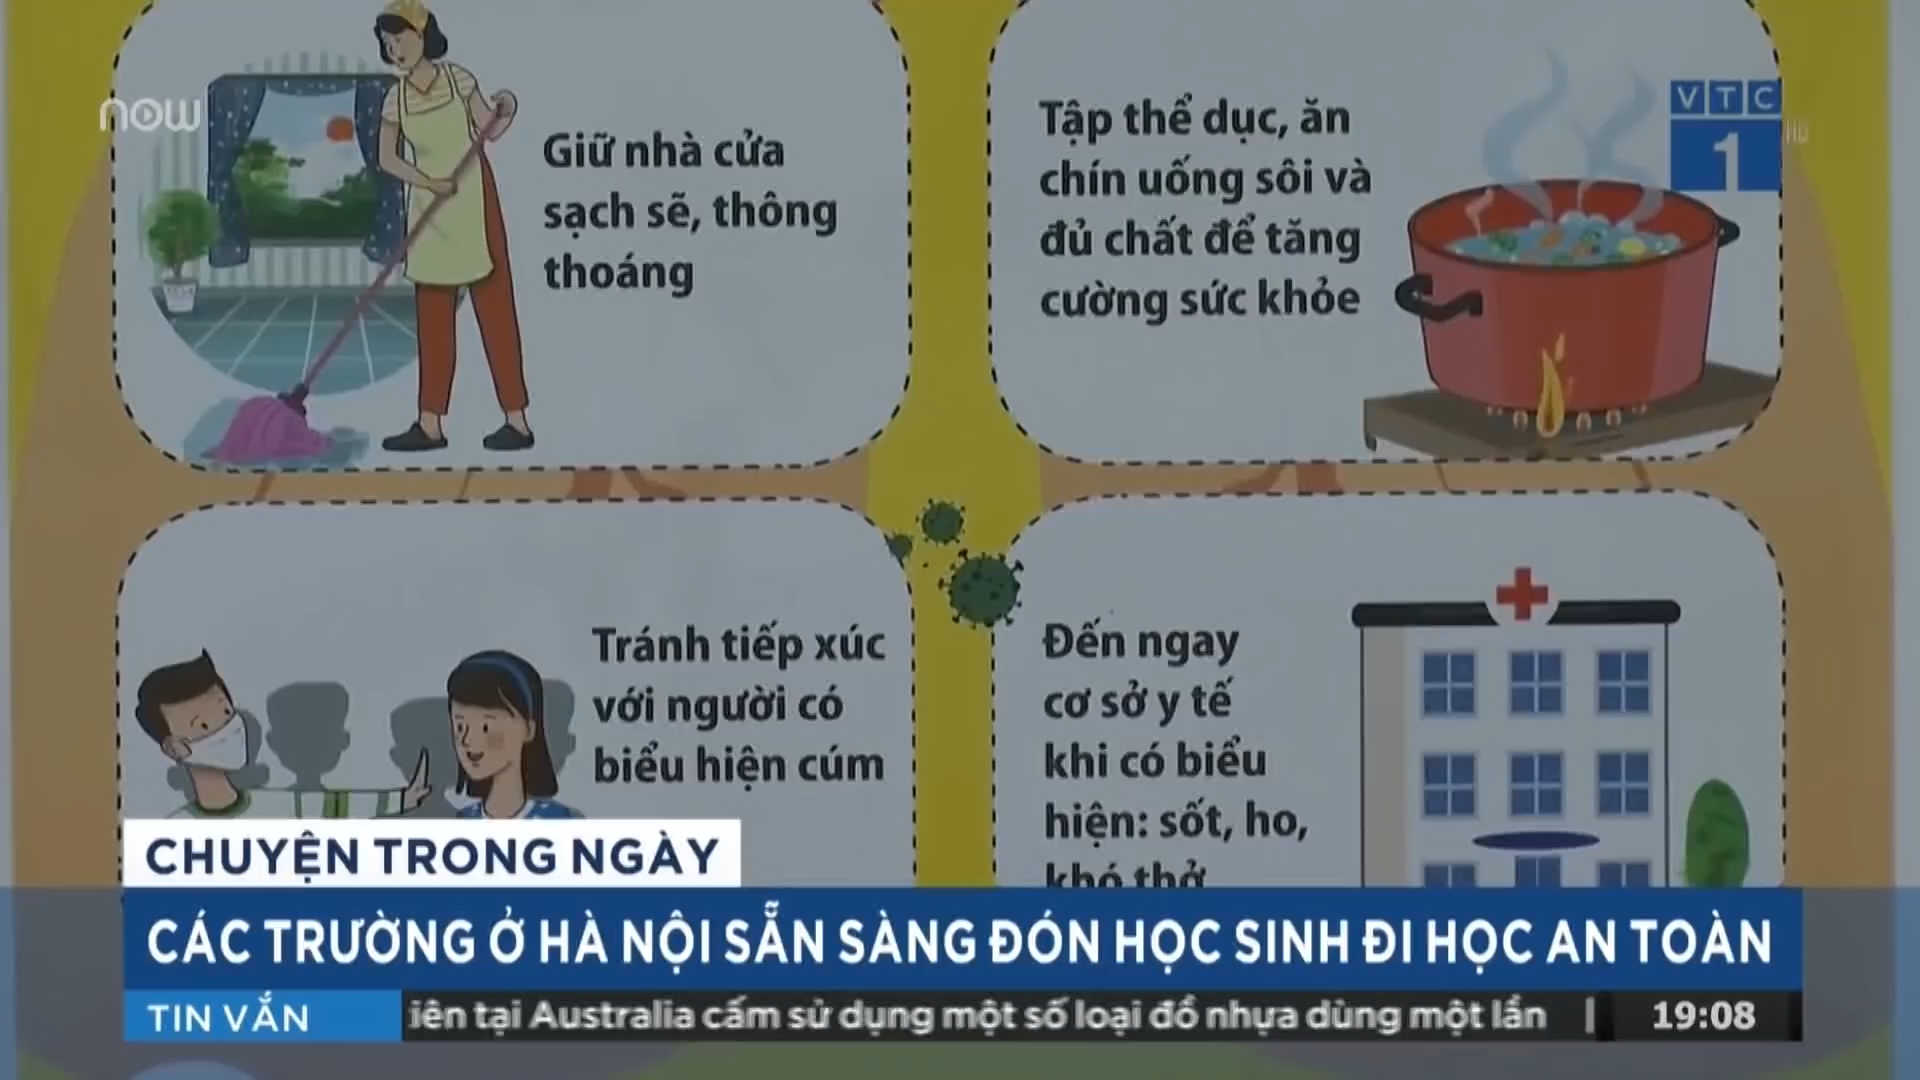 now
VTC
1
HD
Giữ nhà cửa
sạch sẽ, thông
thoáng
Tập thể dục, ăn
chín uống sôi và
đủ chất để tăng
cường sức khỏe
Tránh tiếp xúc
với người có
biểu hiện cúm
Đến ngay
cơ sở y tế
khi có biểu
hiện: sốt, ho,
khó thở
CHUYỆN TRONG NGÀY
CÁC TRƯỜNG Ở HÀ NỘI SẴN SÀNG ĐÓN HỌC SINH ĐI HỌC AN TOÀN
TIN VẮN
tại Australia cấm sử dụng một số loại đồ nhựa dùng một lần |
19:08